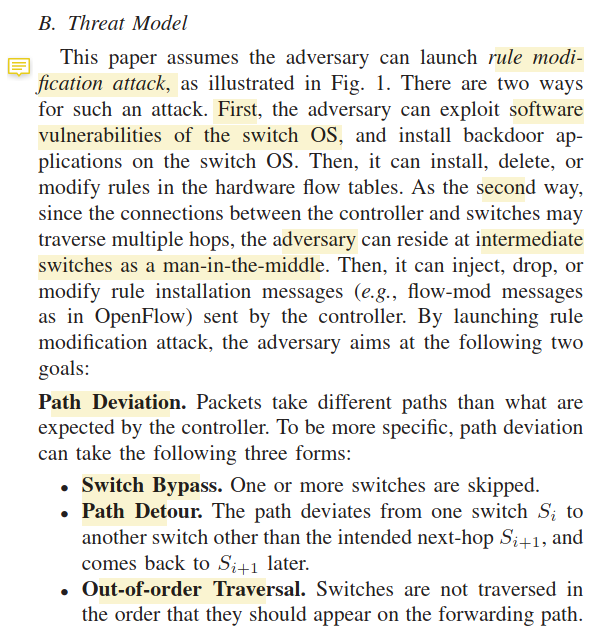 B. Threat Model
This paper assumes the adversary can launch rule modi-
fication attack, as illustrated in Fig. 1. There are two ways
for such an attack. First, the adversary can exploit software
vulnerabilities of the switch OS, and install backdoor ap-
plications on the switch OS. Then, it can install, delete, or
modify rules in the hardware flow tables. As the second way,
since the connections between the controller and switches may
traverse multiple hops, the adversary can reside at intermediate
switches as a man-in-the-middle. Then, it can inject, drop, or
modify rule installation messages (e.g., flow-mod messages
as in OpenFlow) sent by the controller. By launching rule
modification attack, the adversary aims at the following two
goals:
Path Deviation. Packets take different paths than what are
expected by the controller. To be more specific, path deviation
can take the following three forms:
• Switch Bypass. One or more switches are skipped.
• Path Detour. The path deviates from one switch Si to
another switch other than the intended next-hop Si+1, and
comes back to Si+1 later.
• Out-of-order Traversal. Switches are not traversed in
the order that they should appear on the forwarding path.